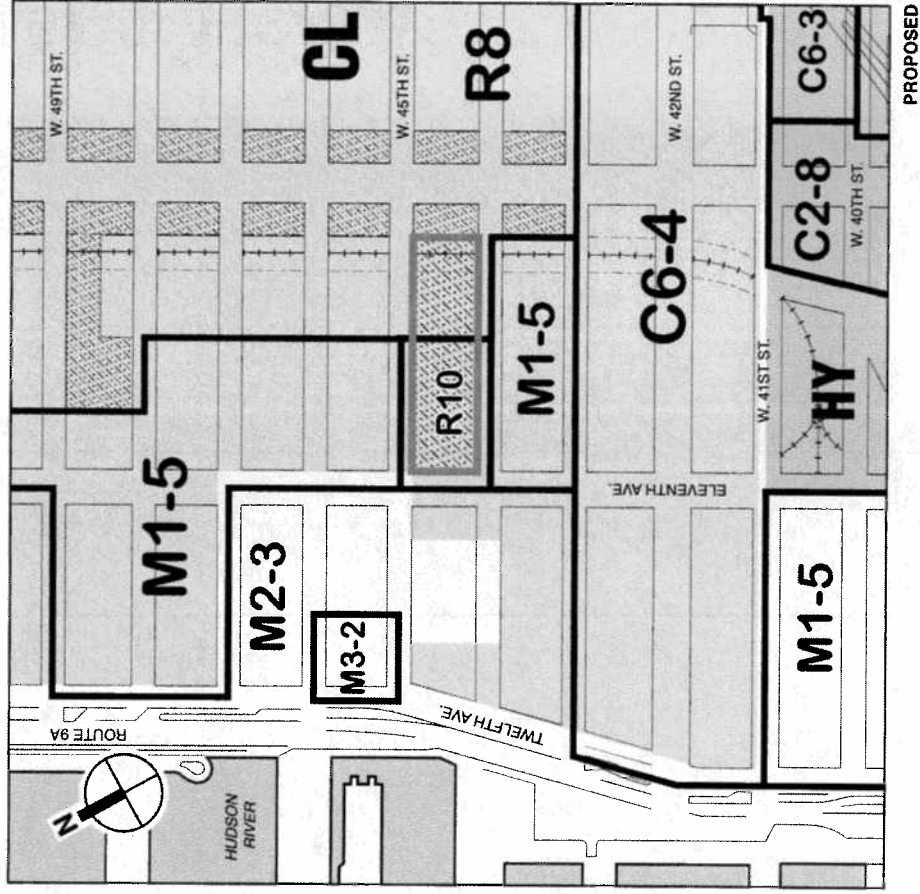 PROPOSED
W. 49TH ST.
CL
W. 45TH ST.
R8
W. 42ND ST.
C6-3
C2-8
W. 40TH ST.
C6-4
M1-5
R10
W. 41ST ST.
HY
M1-5
ELEVENTH AVE.
M2-3
M3-2
M1-5
TWELFTH AVE.
ROUTE 9A
N
HUDSON
RIVER